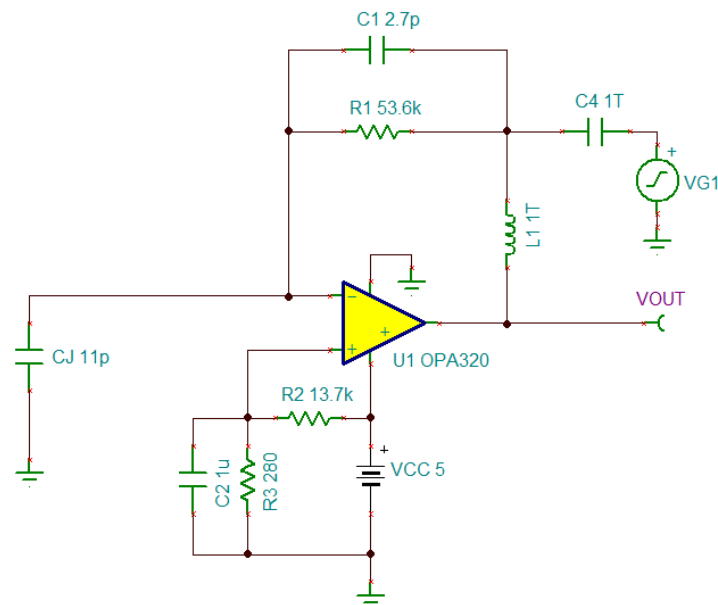 C1 2.7p
R1 53.6k
C4 1T
+
VG1
L1 1T
VOUT
−
+
+
U1 OPA320
CJ 11p
R2 13.7k
+
VCC 5
C2 1u
R3 280